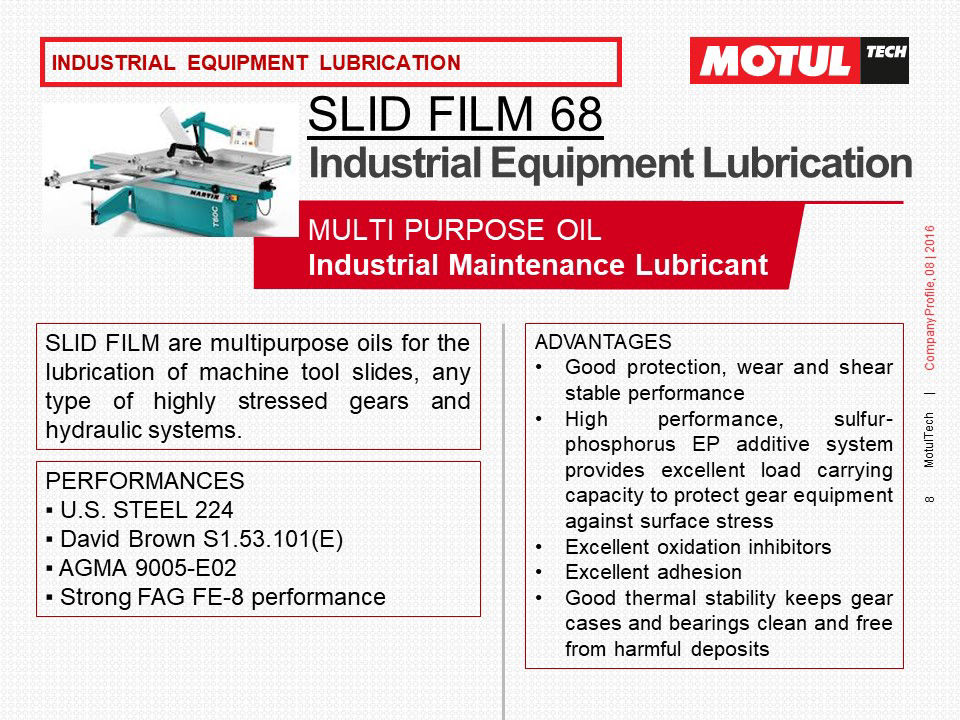 INDUSTRIAL EQUIPMENT LUBRICATION
MOTUL TECH
SLID FILM 68
Industrial Equipment Lubrication
MARTIN
T60C
MULTI PURPOSE OIL
Industrial Maintenance Lubricant
SLID FILM are multipurpose oils for the
lubrication of machine tool slides, any
type of highly stressed gears and
hydraulic systems.
PERFORMANCES
▪ U.S. STEEL 224
▪ David Brown S1.53.101(E)
▪ AGMA 9005-E02
▪ Strong FAG FE-8 performance
ADVANTAGES
• Good protection, wear and shear
stable performance
• High performance, sulfur-
phosphorus EP additive system
provides excellent load carrying
capacity to protect gear equipment
against surface stress
• Excellent oxidation inhibitors
• Excellent adhesion
• Good thermal stability keeps gear
cases and bearings clean and free
from harmful deposits
8 MotulTech | Company Profile, 08 | 2016